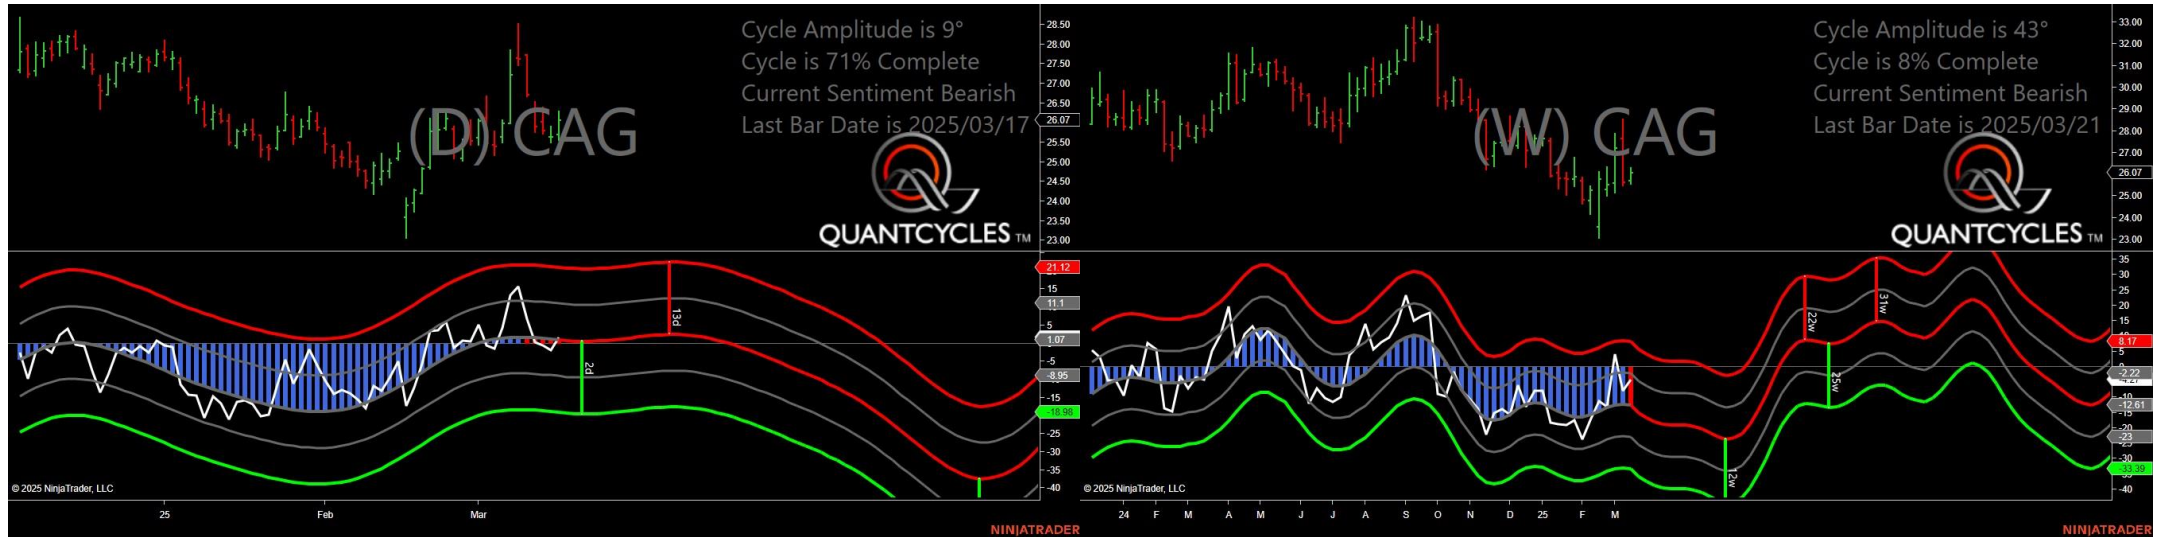 Cycle Amplitude is 9°
Cycle is 71% Complete
Current Sentiment Bearish
Last Bar Date is 2025/03/17
(D) CAG
QUANTCYCLES TM
28.50
28.00
27.50
27.00
26.50
26.07
25.50
25.00
24.50
24.00
23.50
23.00
21.12
15
11.1
5
1.07
-5
-8.95
-15
-18.98
-25
-30
-35
-40
13d
2d
© 2025 NinjaTrader, LLC
25
Feb
Mar
NINJATRADER
Cycle Amplitude is 43°
Cycle is 8% Complete
Current Sentiment Bearish
Last Bar Date is 2025/03/21
(W) CAG
QUANTCYCLES TM
33.00
32.00
31.00
30.00
29.00
28.00
27.00
26.07
25.00
24.00
23.00
35
30
25
20
15
8.17
5
-2.22
-12.61
-15
-20
-23
-30
-33.39
-40
22w
31w
25w
12w
© 2025 NinjaTrader, LLC
24 F M A M J J A S O N D 25 F M
NINJATRADER